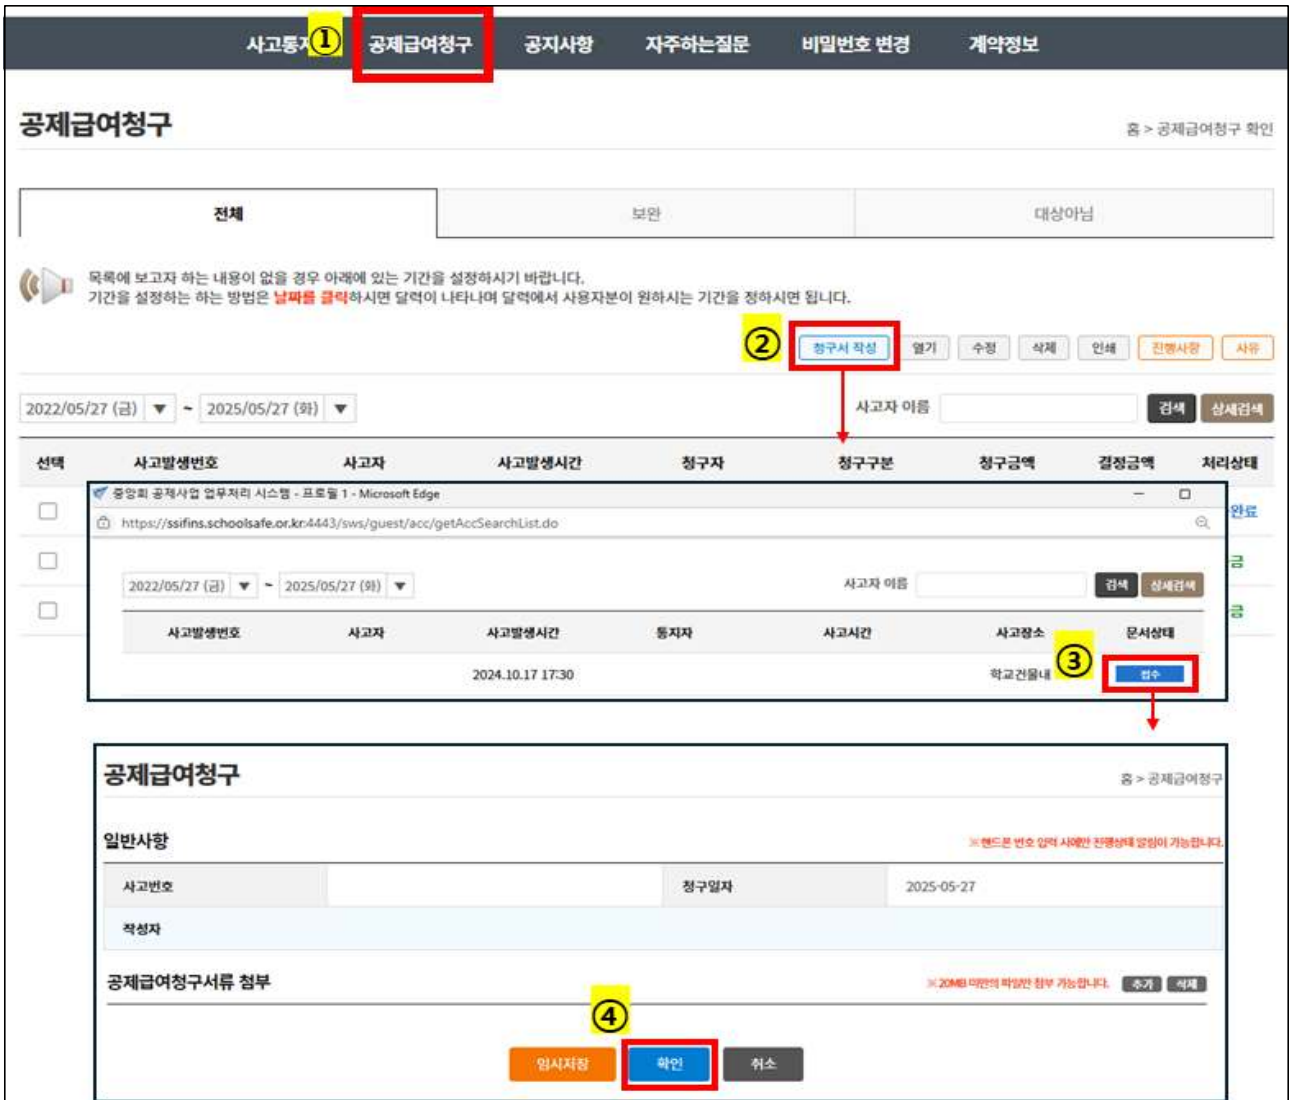 사고통지 ① 공제급여청구 공지사항 자주하는질문 비밀번호 변경 계약정보
공제급여청구
홈 > 공제급여청구 확인
전체 보완 대상아님
목록에 보고자 하는 내용이 없을 경우 아래에 있는 기간을 설정하시기 바랍니다.
기간을 설정하는 하는 방법은 날짜를 클릭하시면 달력이 나타나며 달력에서 사용자분이 원하시는 기간을 정하시면 됩니다.
② 청구서 작성 열기 수정 삭제 인쇄 진행사항 사유
2022/05/27 (금) ▼ ~ 2025/05/27 (화) ▼ 사고자 이름 검색 상세검색
선택 사고발생번호 사고자 사고발생시간 청구자 청구구분 청구금액 결정금액 처리상태
완료
금
금
중앙회 공제사업 업무처리 시스템 - 프로필 1 - Microsoft Edge
https://ssifins.schoolsafe.or.kr:4443/sws/guest/acc/getAccSearchList.do
2022/05/27 (금) ▼ ~ 2025/05/27 (화) ▼ 사고자 이름 검색 상세검색
사고발생번호 사고자 사고발생시간 통지자 사고시간 사고장소 문서상태
2024.10.17 17:30 학교건물내 ③ 접수
공제급여청구
홈 > 공제급여청구
일반사항
※핸드폰 번호 입력 시에만 진행상태 알림이 가능합니다.
사고번호 청구일자 2025-05-27
작성자
공제급여청구서류 첨부 ※20MB 미만의 파일만 첨부 가능합니다. 추가 삭제
④
임시저장 확인 취소